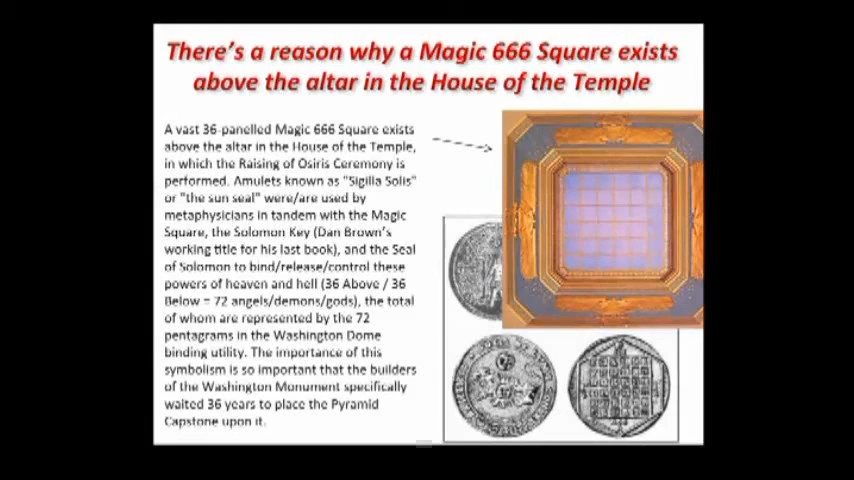 There's a reason why a Magic 666 Square exists
above the altar in the House of the Temple
A vast 36-panelled Magic 666 Square exists
above the altar in the House of the Temple,
in which the Raising of Osiris Ceremony is
performed. Amulets known as "Sigilla Solis"
or "the sun seal" were/are used by
metaphysicians in tandem with the Magic
Square, the Solomon Key (Dan Brown's
working title for his last book), and the Seal
of Solomon to bind/release/control these
powers of heaven and hell (36 Above / 36
Below = 72 angels/demons/gods), the total
of whom are represented by the 72
pentagrams in the Washington Dome
binding utility. The importance of this
symbolism is so important that the builders
of the Washington Monument specifically
waited 36 years to place the Pyramid
Capstone upon it.